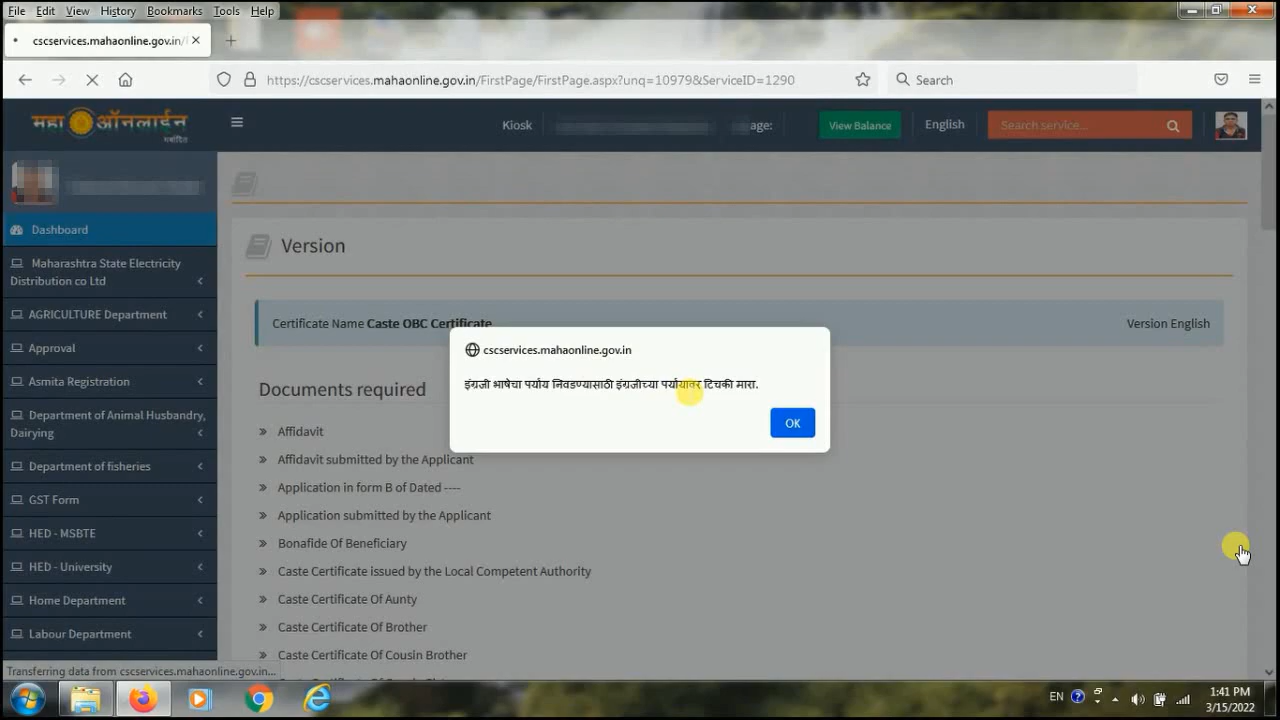 File Edit View History Bookmarks Tools Help
cscservices.mahaonline.gov.in/
https://cscservices.mahaonline.gov.in/FirstPage/FirstPage.aspx?unq=10979&ServiceID=1290
Search
महा ऑनलाईन
मर्यादित
Kiosk
age:
View Balance
English
Search service...
Dashboard
Version
Maharashtra State Electricity
Distribution co Ltd
AGRICULTURE Department
Approval
Asmita Registration
Department of Animal Husbandry,
Dairying
Department of fisheries
GST Form
HED - MSBTE
HED - University
Home Department
Labour Department
Certificate Name Caste OBC Certificate
Version English
cscservices.mahaonline.gov.in
इंग्रजी भाषेचा पर्याय निवडण्यासाठी इंग्रजीच्या पर्यायावर टिचकी मारा.
OK
Documents required
Affidavit
Affidavit submitted by the Applicant
Application in form B of Dated ----
Application submitted by the Applicant
Bonafide Of Beneficiary
Caste Certificate issued by the Local Competent Authority
Caste Certificate Of Aunty
Caste Certificate Of Brother
Caste Certificate Of Cousin Brother
Transferring data from cscservices.mahaonline.gov.in...
EN
1:41 PM
3/15/2022